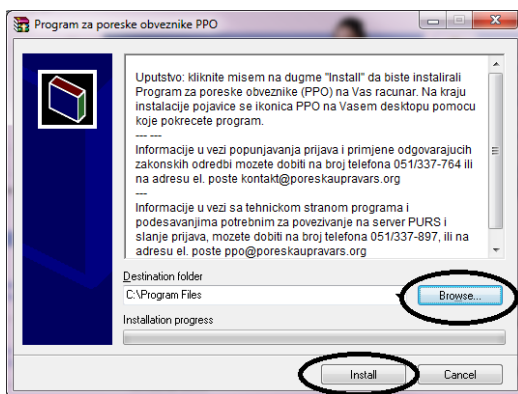 Program za poreske obveznike PPO
Uputstvo: kliknite misem na dugme "Install" da biste instalirali
Program za poreske obveznike (PPO) na Vas racunar. Na kraju
instalacije pojavice se ikonica PPO na Vasem desktopu pomocu
koje pokrecete program.
--- ---
Informacije u vezi popunjavanja prijava i primjene odgovarajucih
zakonskih odredbi mozete dobiti na broj telefona 051/337-764 ili
na adresu el. poste kontakt@poreskaupravars.org
---
Informacije u vezi sa tehnickom stranom programa i
podesavanjima potrebnim za povezivanje na server PURS i
slanje prijava, mozete dobiti na broj telefona 051/337-897, ili na
adresu el. poste ppo@poreskaupravars.org
Destination folder
C:\Program Files
Browse...
Installation progress
Install
Cancel